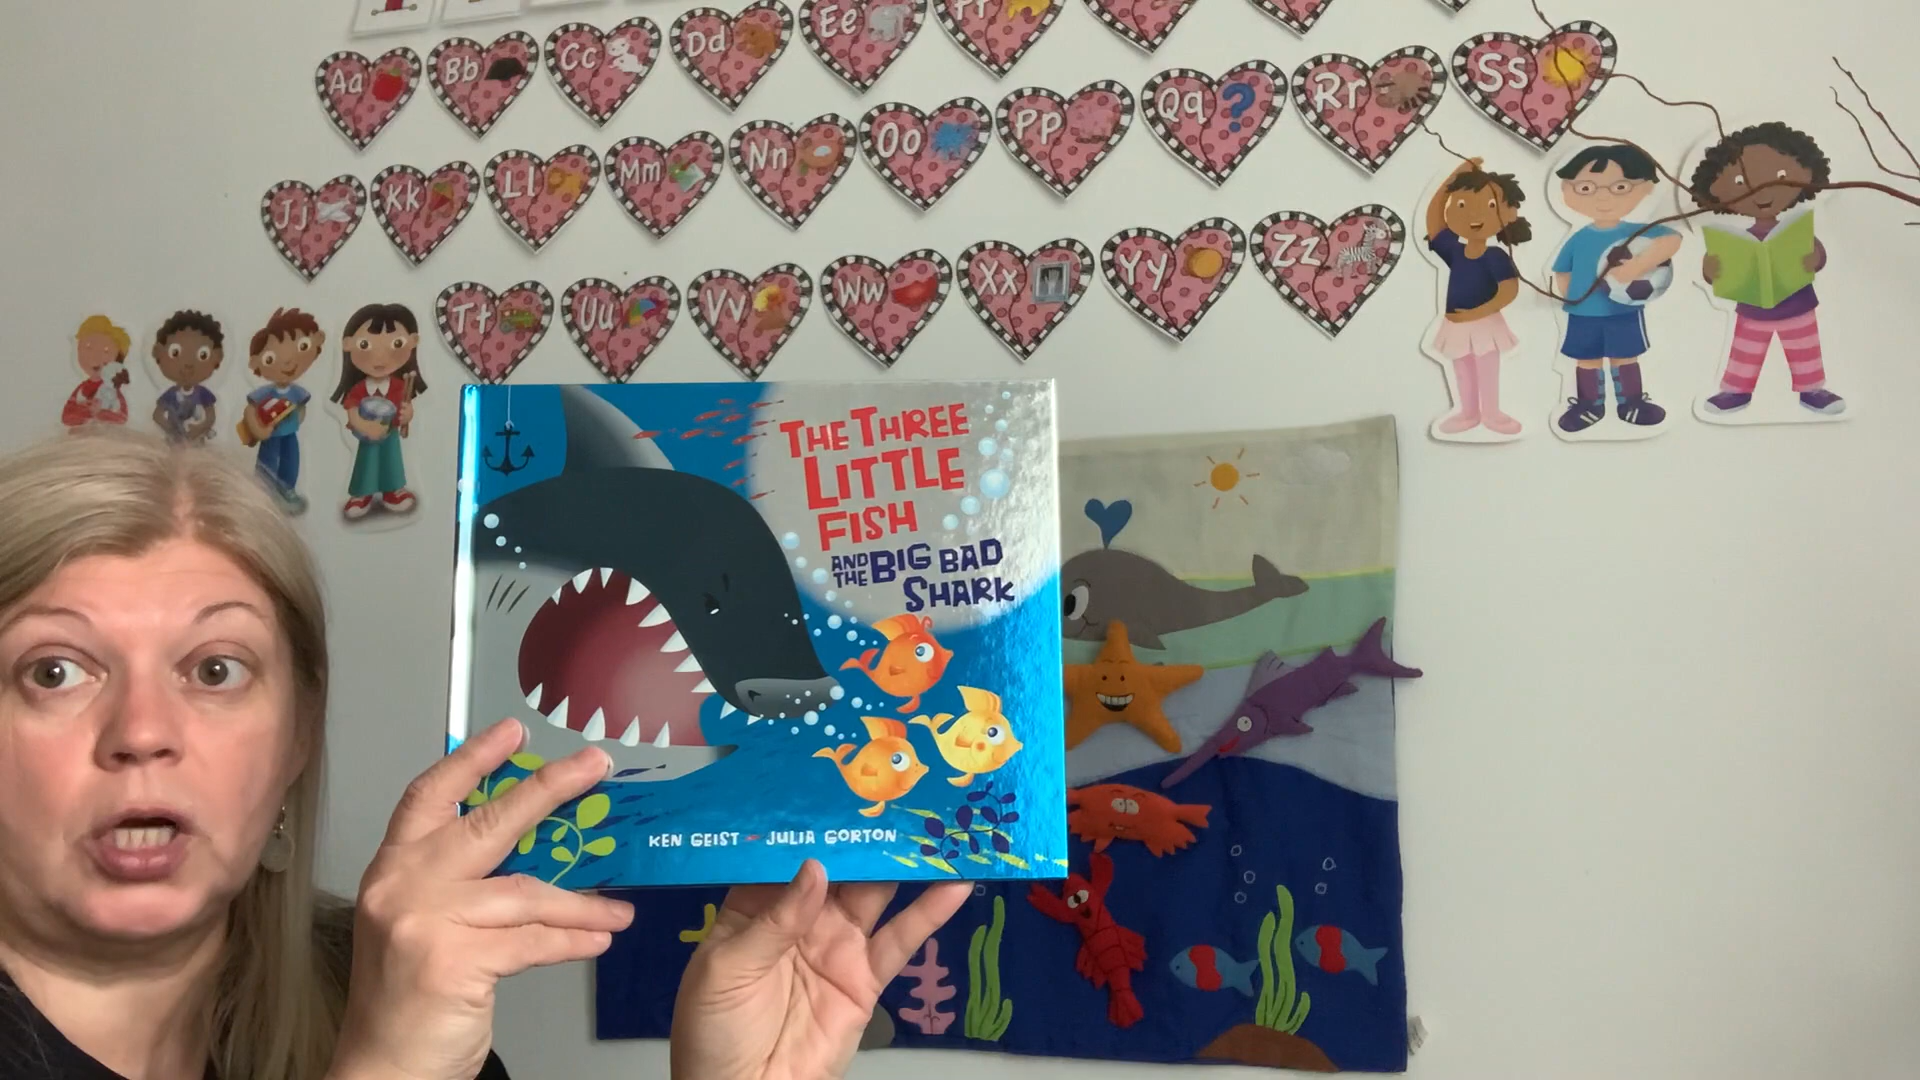 Aa Bb Cc Dd Ee Ff
Jj Kk Ll Mm Nn Oo Pp Qq ? Rr Ss
Tt Uu Vv Ww Xx Yy Zz
THE THREE
LITTLE
FISH
AND THE BIG BAD
SHARK
KEN GEIST JULIA GORTON